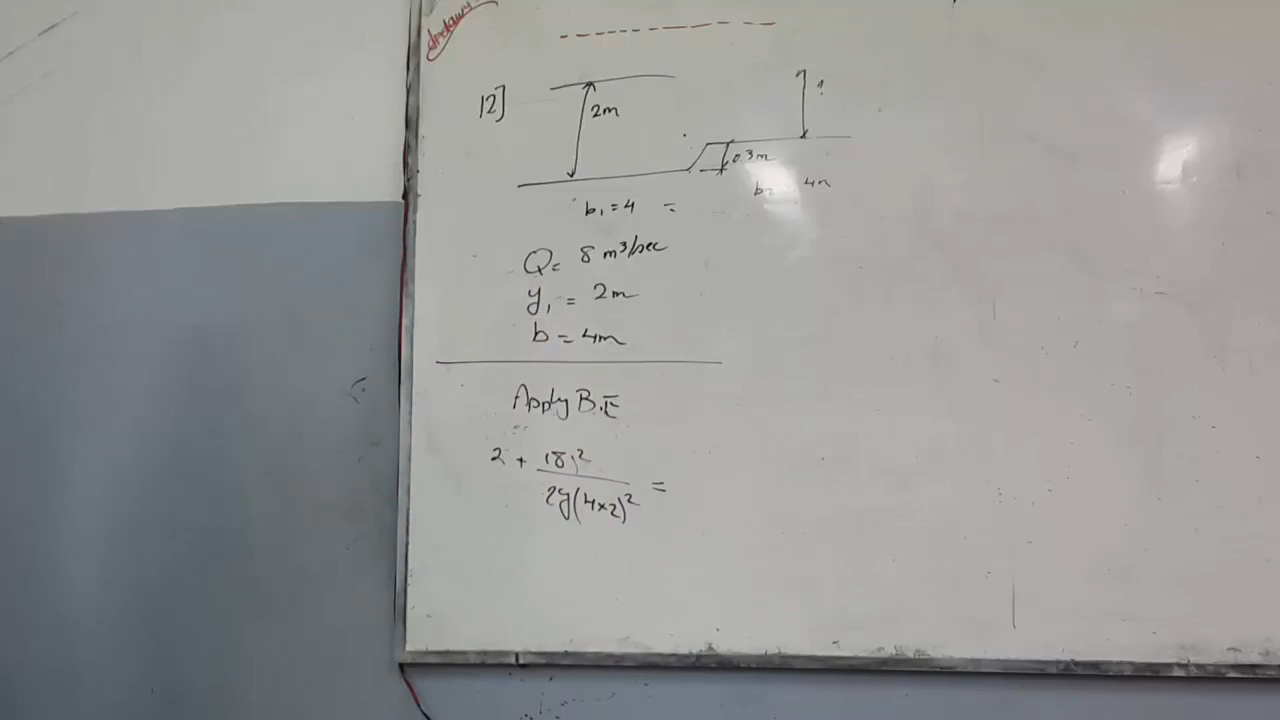 12]
2m
?
0.3m
b= 4m
b₁ = 4 =
Q= 8 m³/sec
y₁ = 2m
b = 4m
Apply B.E
2 + (8)² / 2g(4×2)² =